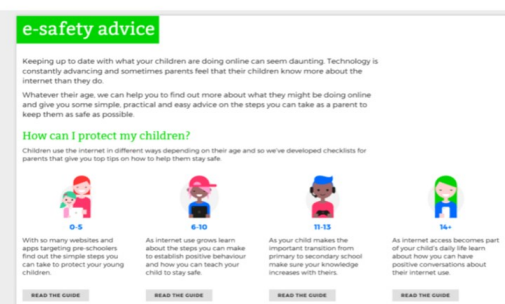 e-safety advice
Keeping up to date with what your children are doing online can seem daunting. Technology is
constantly advancing and sometimes parents feel that their children know more about the
internet than they do.
Whatever their age, we can help you to find out more about what they might be doing online
and give you some simple, practical and easy advice on the steps you can take as a parent to
keep them as safe as possible.
How can I protect my children?
Children use the internet in different ways depending on their age and so we've developed checklists for
parents that give you top tips on how to help them stay safe.
0-5
With so many websites and
apps targeting pre-schoolers
find out the simple steps you
can take to protect your young
children.
READ THE GUIDE
6-10
As internet use grows learn
about the steps you can make
to establish positive behaviour
and how you can teach your
child to stay safe.
READ THE GUIDE
11-13
As your child makes the
important transition from
primary to secondary school
make sure your knowledge
increases with theirs.
READ THE GUIDE
14+
As internet access becomes part
of your child's daily life learn
about how you can have
positive conversations about
their internet use.
READ THE GUIDE